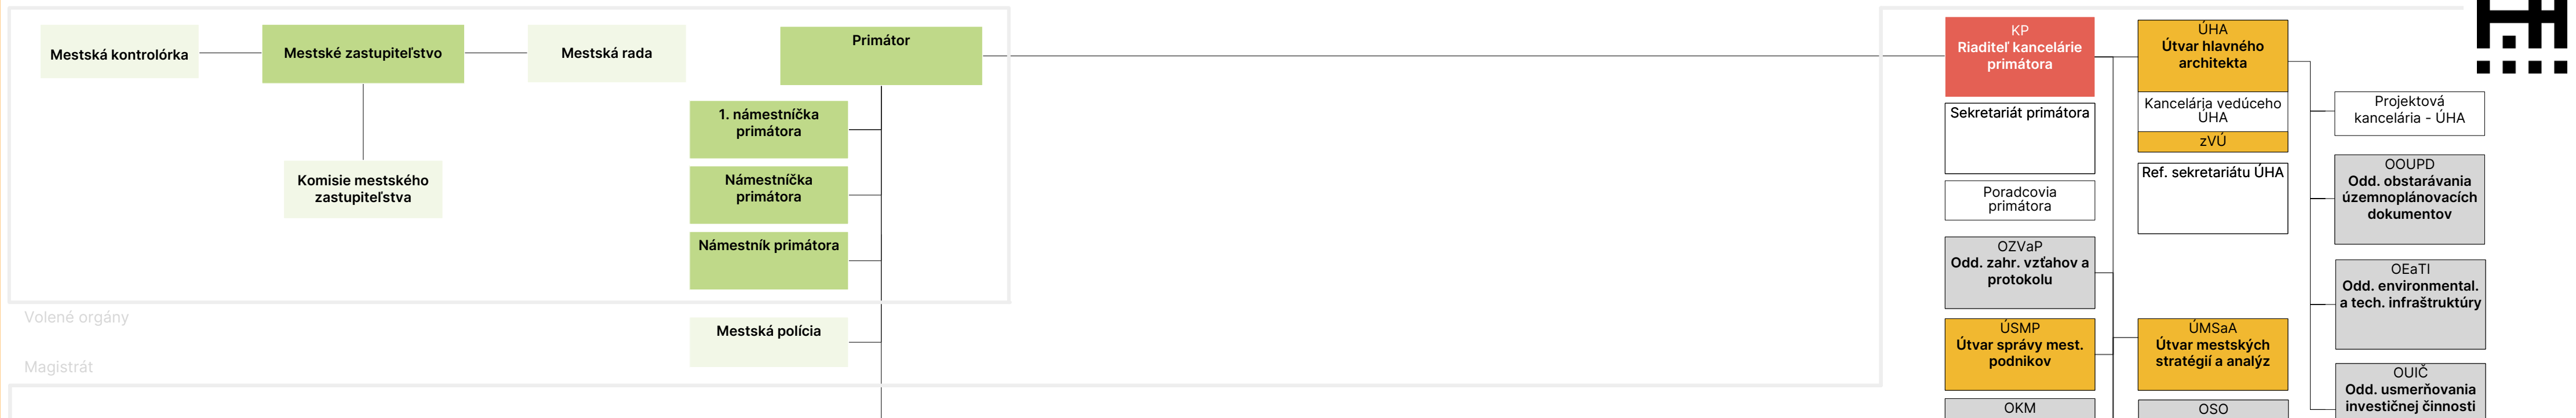 Mestská kontrolórka
Mestské zastupiteľstvo
Mestská rada
Primátor
Komisie mestského
zastupiteľstva
1. námestníčka
primátora
Námestníčka
primátora
Námestník primátora
Volené orgány
Mestská polícia
Magistrát
KP
Riaditeľ kancelárie
primátora
Sekretariát primátora
Poradcovia
primátora
OZVaP
Odd. zahr. vzťahov a
protokolu
ÚSMP
Útvar správy mest.
podnikov
OKM
ÚHA
Útvar hlavného
architekta
Kancelária vedúceho
ÚHA
zVÚ
Ref. sekretariátu ÚHA
ÚMSaA
Útvar mestských
stratégií a analýz
OSO
Projektová
kancelária - ÚHA
OOUPD
Odd. obstarávania
územnoplánovacích
dokumentov
OEaTI
Odd. environmental.
a tech. infraštruktúry
OUIČ
Odd. usmerňovania
investičnej činnosti